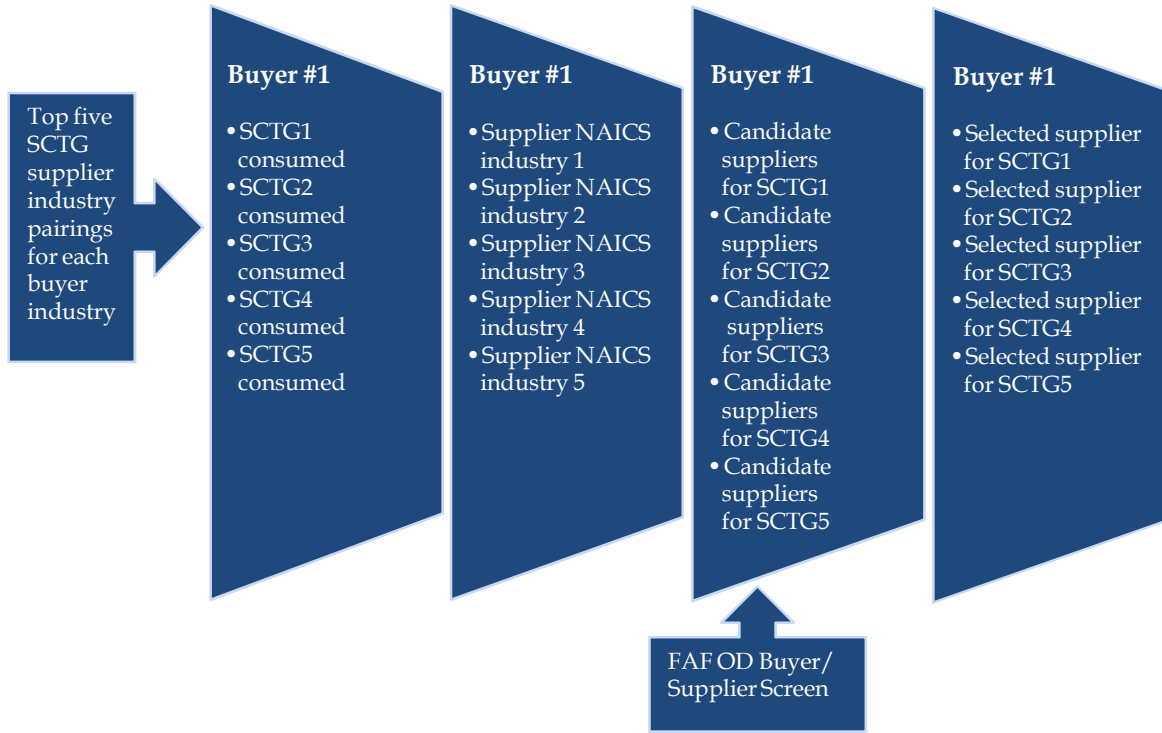 Top five
SCTG
supplier
industry
pairings
for each
buyer
industry
Buyer #1
•SCTG1
consumed
•SCTG2
consumed
•SCTG3
consumed
•SCTG4
consumed
•SCTG5
consumed
Buyer #1
•Supplier NAICS
industry 1
•Supplier NAICS
industry 2
•Supplier NAICS
industry 3
•Supplier NAICS
industry 4
•Supplier NAICS
industry 5
Buyer #1
•Candidate
suppliers
for SCTG1
•Candidate
suppliers
for SCTG2
•Candidate
suppliers
for SCTG3
•Candidate
suppliers
for SCTG4
•Candidate
suppliers
for SCTG5
Buyer #1
•Selected supplier
for SCTG1
•Selected supplier
for SCTG2
•Selected supplier
for SCTG3
•Selected supplier
for SCTG4
•Selected supplier
for SCTG5
FAF OD Buyer/
Supplier Screen